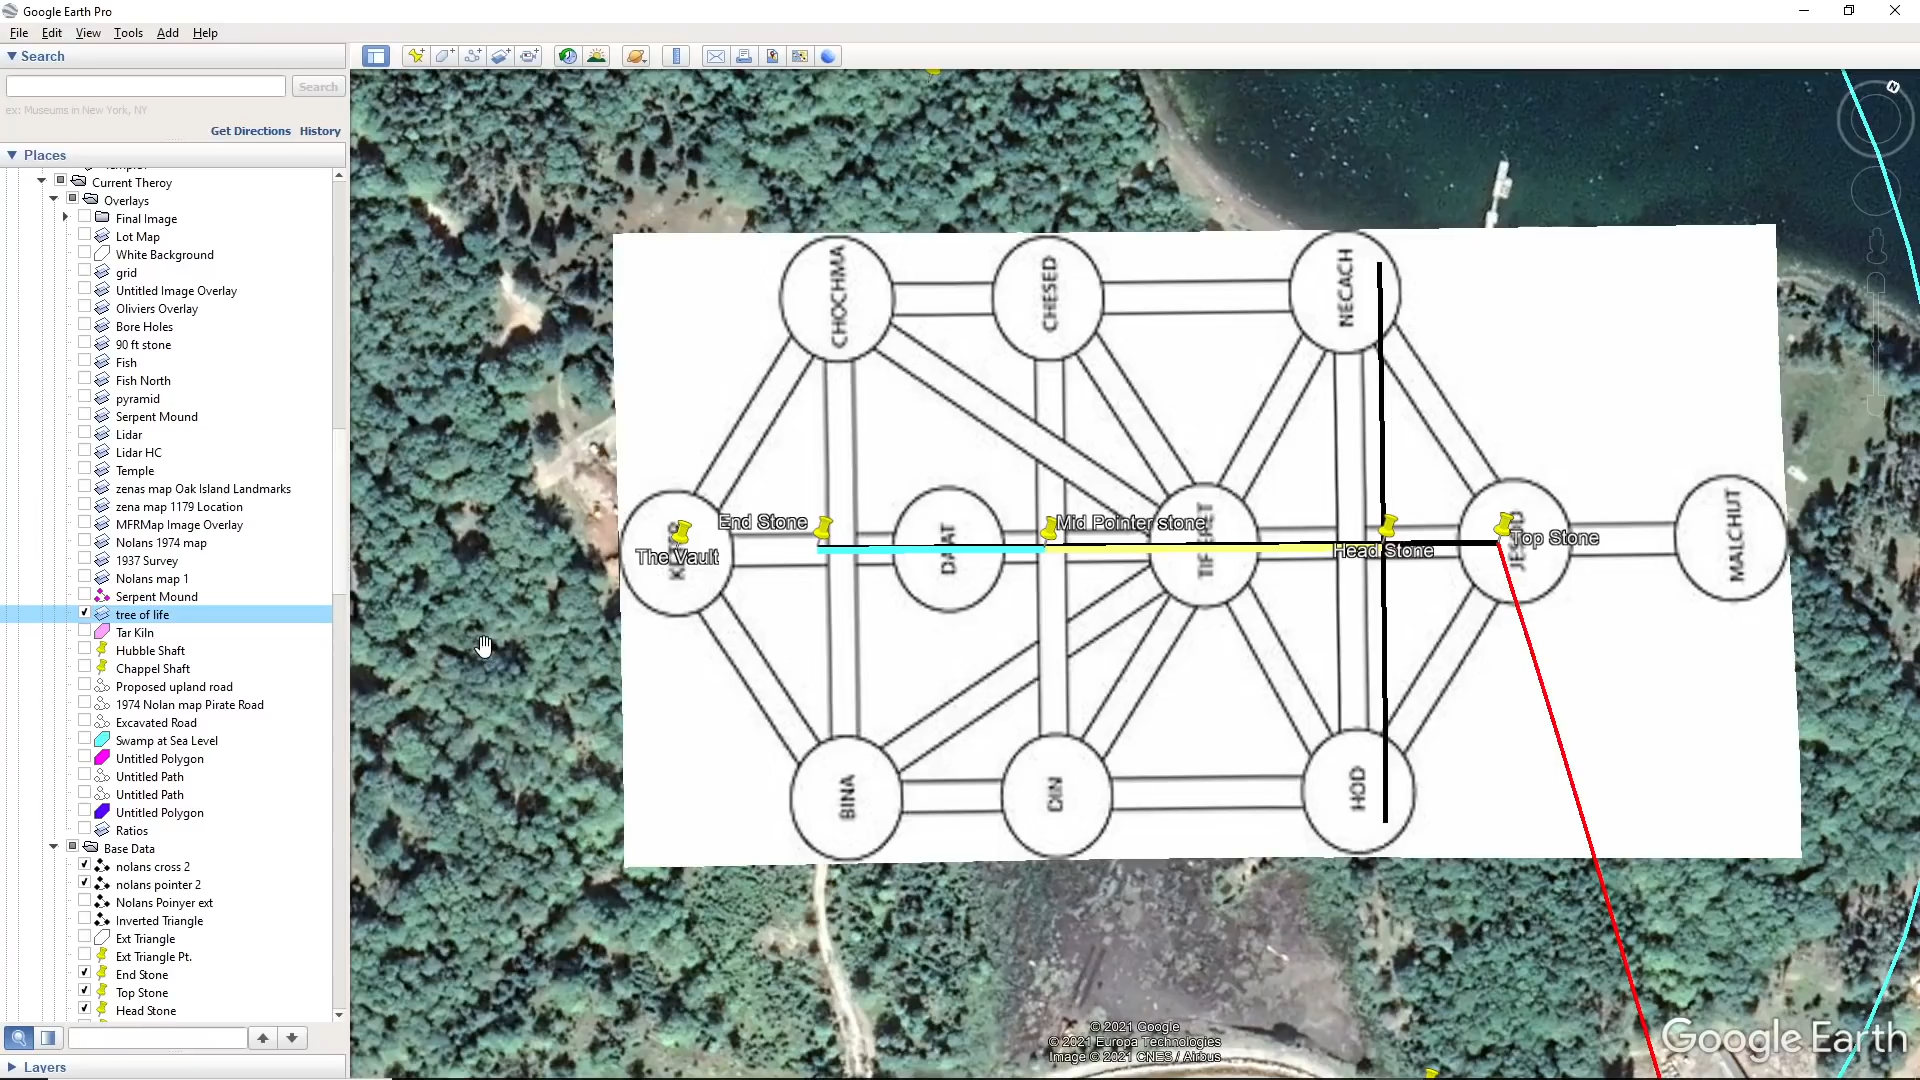 Google Earth Pro
File Edit View Tools Add Help
Search
Search
ex: Museums in New York, NY
Get Directions History
Places
Current Theroy
Overlays
Final Image
Lot Map
White Background
grid
Untitled Image Overlay
Oliviers Overlay
Bore Holes
90 ft stone
Fish
Fish North
pyramid
Serpent Mound
Lidar
Lidar HC
Temple
zenas map Oak Island Landmarks
zena map 1179 Location
MFRMap Image Overlay
Nolans 1974 map
1937 Survey
Nolans map 1
Serpent Mound
tree of life
Tar Kiln
Hubble Shaft
Chappel Shaft
Proposed upland road
1974 Nolan map Pirate Road
Excavated Road
Swamp at Sea Level
Untitled Polygon
Untitled Path
Untitled Path
Untitled Polygon
Ratios
Base Data
nolans cross 2
nolans pointer 2
Nolans Poinyer ext
Inverted Triangle
Ext Triangle
Ext Triangle Pt.
End Stone
Top Stone
Head Stone
Layers
N
CHOCHMA
CHESED
NECACH
End Stone
Mid Pointer stone
The Vault
DAAT
TIFERET
Head Stone
Top Stone
MALCHUT
BINA
DIN
HOD
© 2021 Google
© 2021 Europa Technologies
Image © 2021 CNES / Airbus
Google Earth